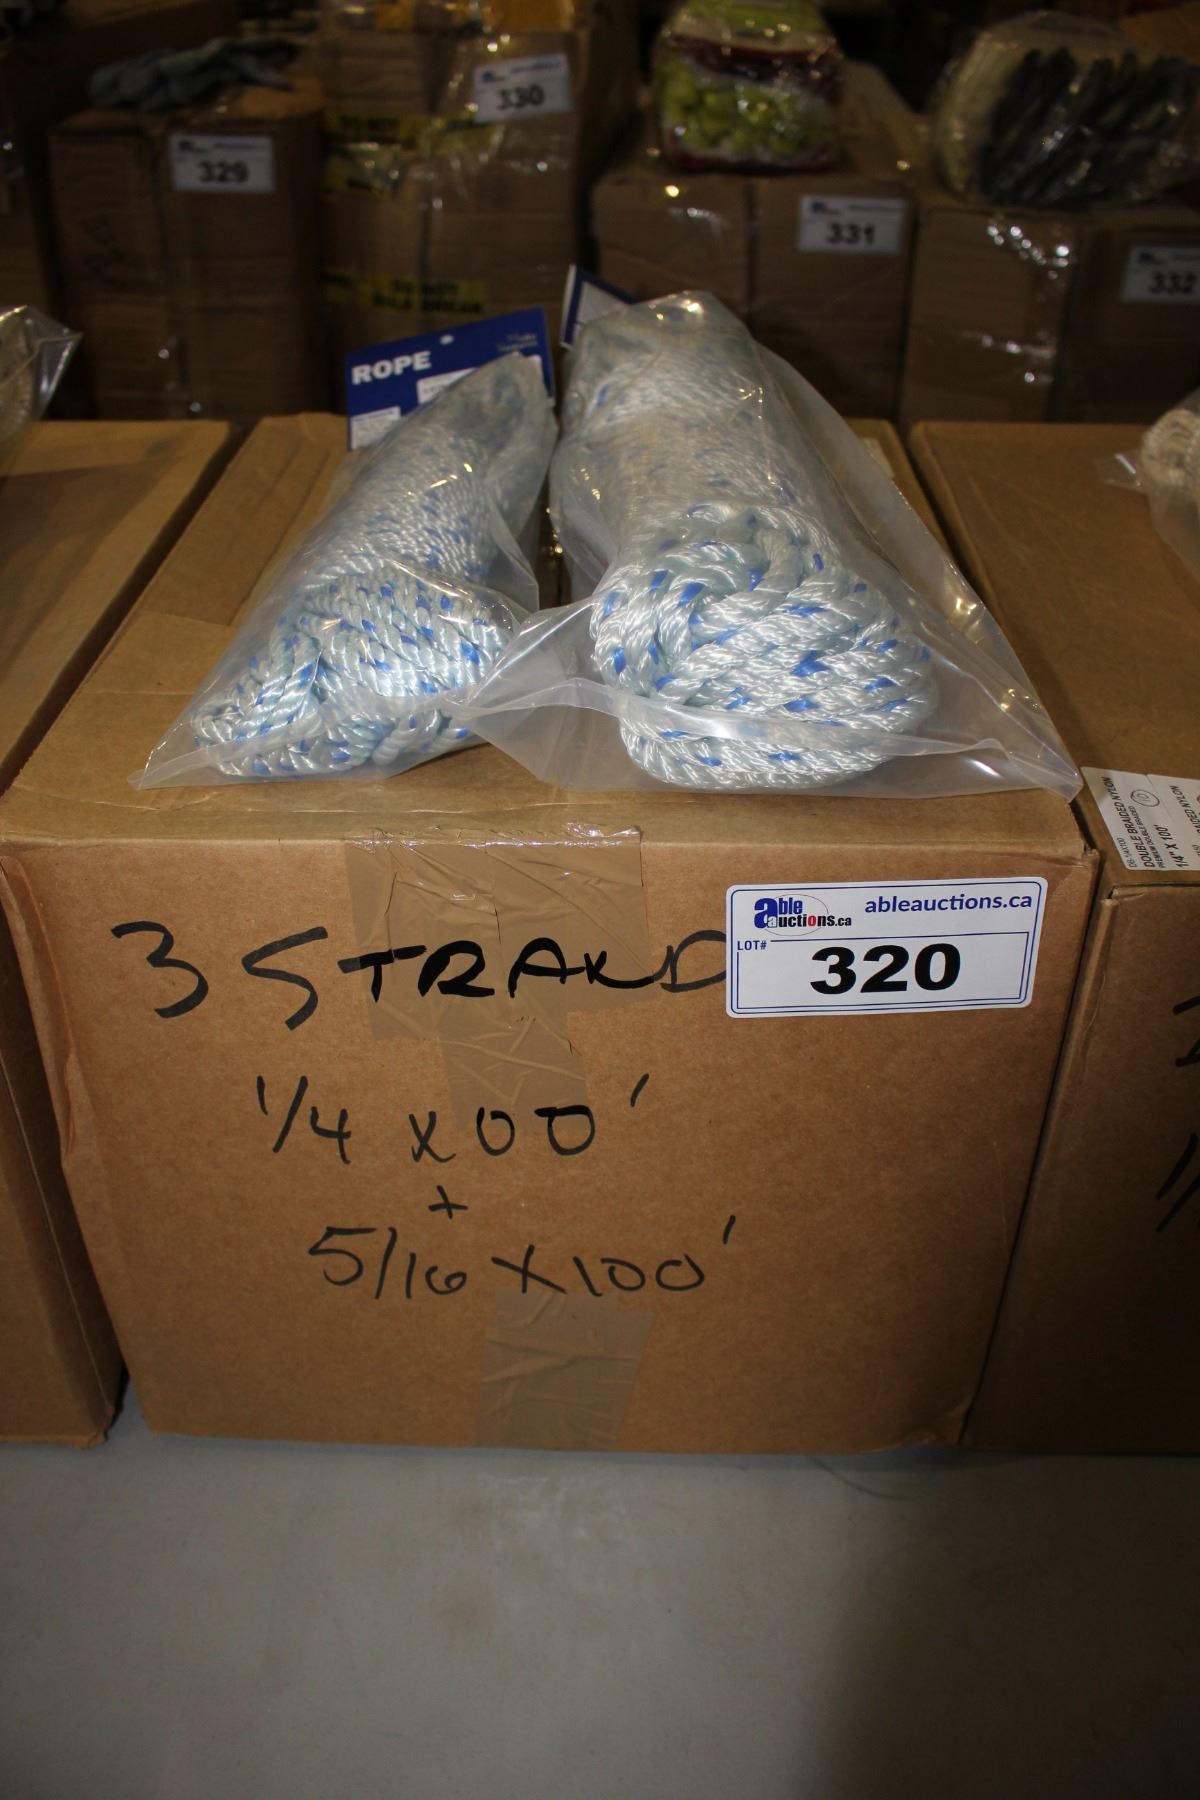 330
329
331
332
ROPE
3 STRAND
1/4 x 00'
+
5/16 x 100'
able auctions.ca
ableauctions.ca
LOT#
320
DOUBLE BRAIDED NYLON
1/4" X 100'